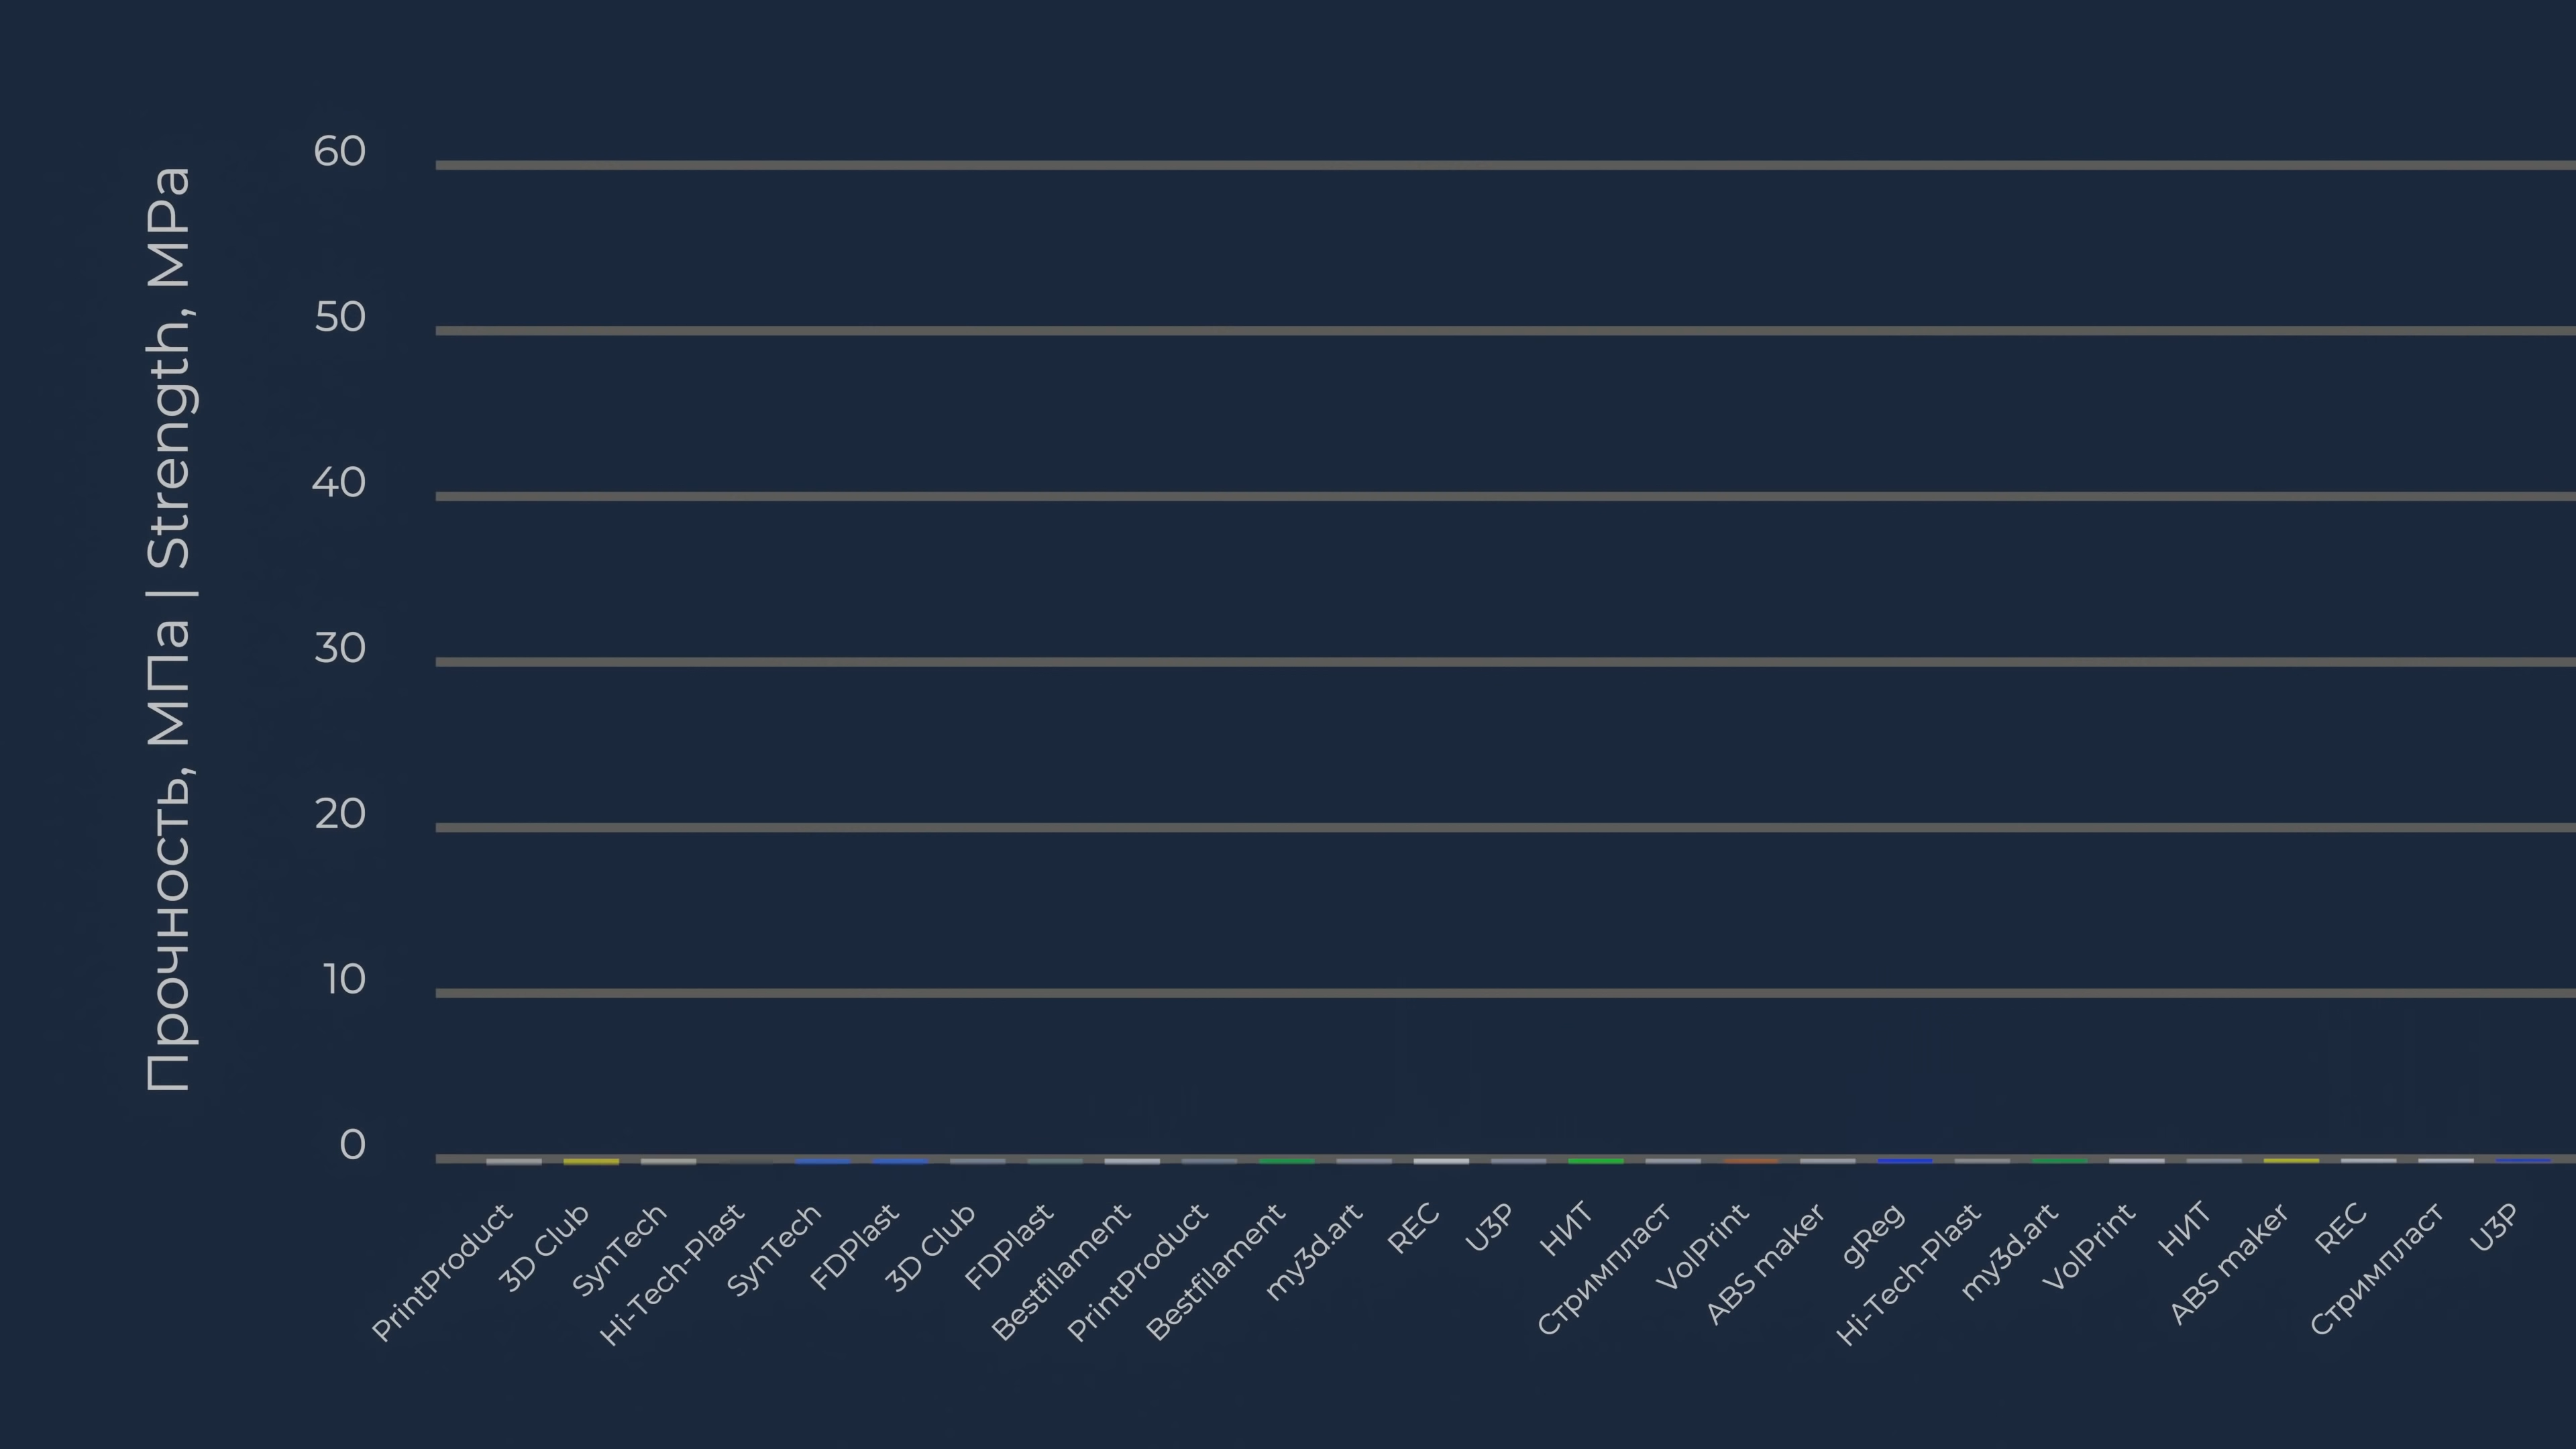 Прочность, МПа | Strength, MPa
60
50
40
30
20
10
0
PrintProduct
3D Club
SynTech
Hi-Tech-Plast
SynTech
FDPlast
3D Club
FDPlast
Bestfilament
PrintProduct
Bestfilament
my3d.art
REC
U3P
НИТ
Стримпласт
VolPrint
ABS maker
gReg
Hi-Tech-Plast
my3d.art
VolPrint
НИТ
ABS maker
REC
Стримпласт
U3P